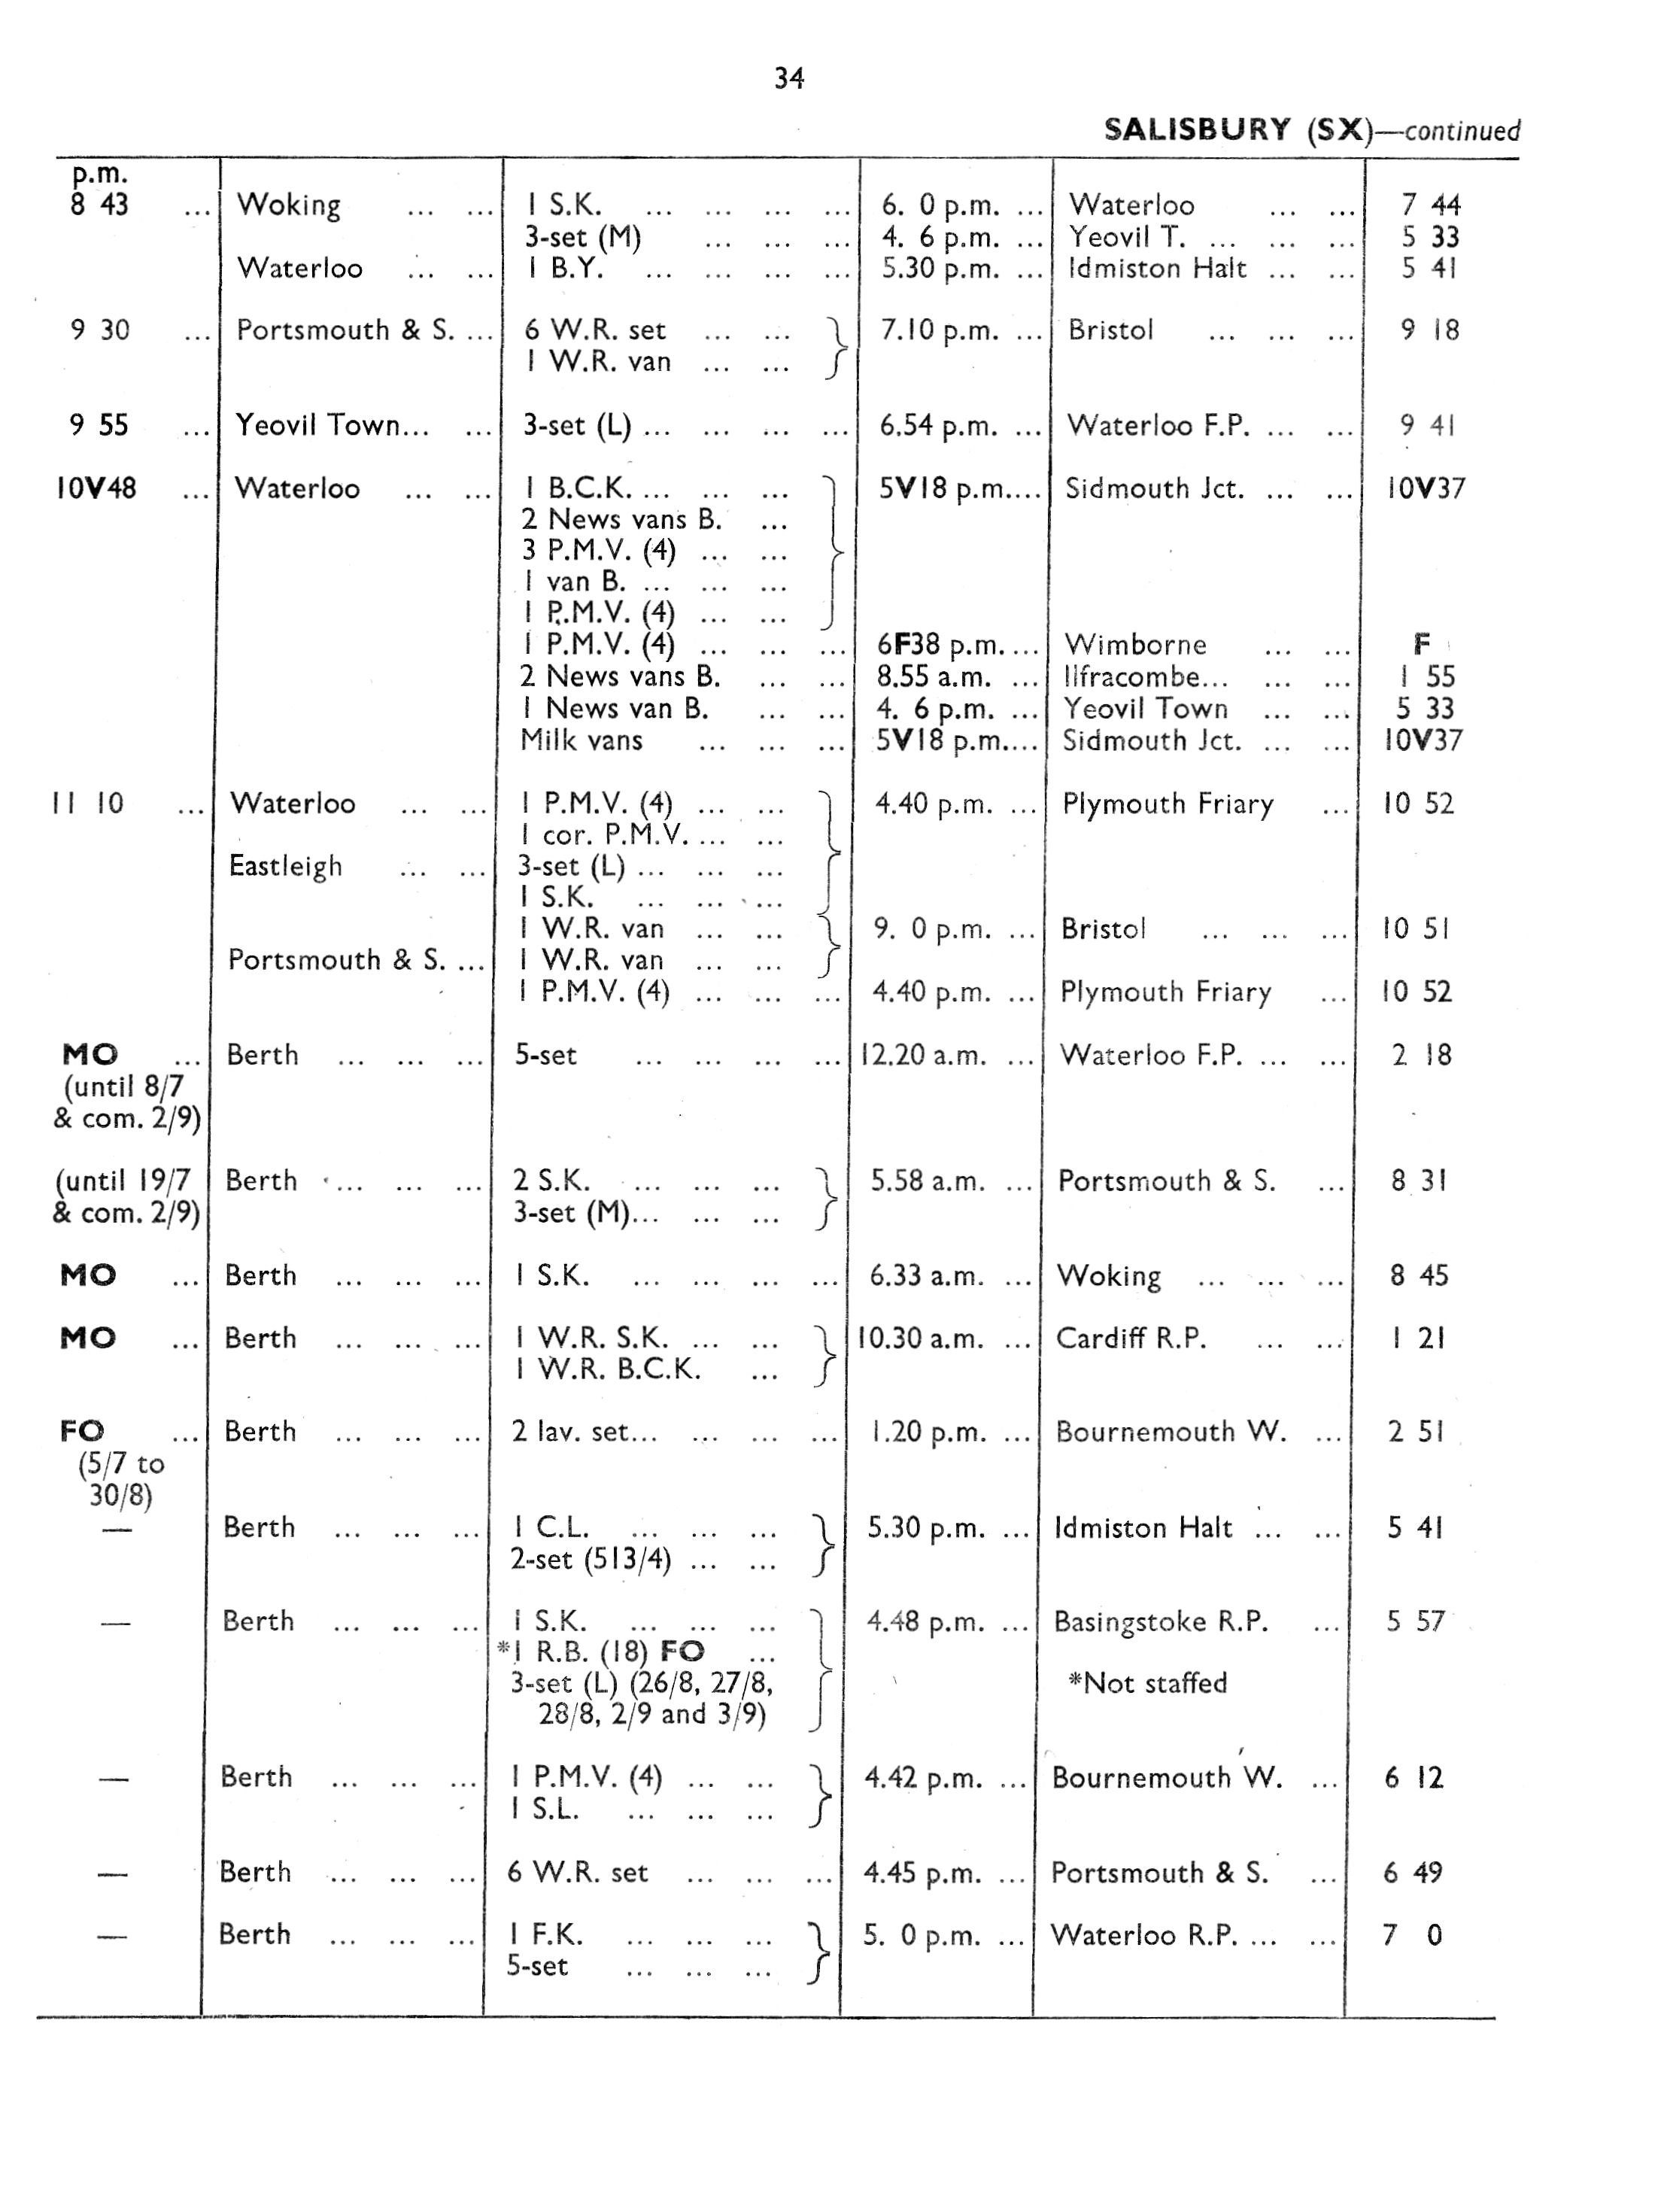 34
SALISBURY (SX)—continued
p.m.
8 43 ... Woking ... ... 1 S.K. ... ... ... ... 6. 0 p.m. ... Waterloo ... ... 7 44
3-set (M) ... ... ... 4. 6 p.m. ... Yeovil T. ... ... ... 5 33
Waterloo ... ... 1 B.Y. ... ... ... ... 5.30 p.m. ... Idmiston Halt ... ... 5 41
9 30 ... Portsmouth & S. ... 6 W.R. set ... ... 7.10 p.m. ... Bristol ... ... ... 9 18
1 W.R. van ... ...
9 55 ... Yeovil Town... ... 3-set (L) ... ... ... ... 6.54 p.m. ... Waterloo F.P. ... ... 9 41
10V48 ... Waterloo ... ... 1 B.C.K. ... ... ... 5V18 p.m.... Sidmouth Jct. ... ... 10V37
2 News vans B. ...
3 P.M.V. (4) ... ...
1 van B. ... ... ...
1 P.M.V. (4) ... ...
1 P.M.V. (4) ... ... ... 6F38 p.m. ... Wimborne ... ... F
2 News vans B. ... ... 8.55 a.m. ... Ilfracombe... ... ... 1 55
1 News van B. ... ... 4. 6 p.m. ... Yeovil Town ... ... 5 33
Milk vans ... ... ... 5V18 p.m.... Sidmouth Jct. ... ... 10V37
11 10 ... Waterloo ... ... 1 P.M.V. (4) ... ... 4.40 p.m. ... Plymouth Friary ... 10 52
1 cor. P.M.V. ... ...
Eastleigh ... ... 3-set (L) ... ... ...
1 S.K. ... ... ...
1 W.R. van ... ... 9. 0 p.m. ... Bristol ... ... ... 10 51
Portsmouth & S. ... 1 W.R. van ... ...
1 P.M.V. (4) ... ... ... 4.40 p.m. ... Plymouth Friary ... 10 52
MO ... Berth ... ... ... 5-set ... ... ... ... 12.20 a.m. ... Waterloo F.P. ... ... 2 18
(until 8/7
& com. 2/9)
(until 19/7 Berth ... ... ... 2 S.K. ... ... ... 5.58 a.m. ... Portsmouth & S. ... 8 31
& com. 2/9) 3-set (M)... ... ...
MO ... Berth ... ... ... 1 S.K. ... ... ... ... 6.33 a.m. ... Woking ... ... ... 8 45
MO ... Berth ... ... ... 1 W.R. S.K. ... ... 10.30 a.m. ... Cardiff R.P. ... ... 1 21
1 W.R. B.C.K. ...
FO ... Berth ... ... ... 2 lav. set... ... ... ... 1.20 p.m. ... Bournemouth W. ... 2 51
(5/7 to
30/8)
— Berth ... ... ... 1 C.L. ... ... ... 5.30 p.m. ... Idmiston Halt ... ... 5 41
2-set (513/4) ... ...
— Berth ... ... ... 1 S.K. ... ... ... 4.48 p.m. ... Basingstoke R.P. ... 5 57
*1 R.B. (18) FO ...
3-set (L) (26/8, 27/8, *Not staffed
28/8, 2/9 and 3/9)
— Berth ... ... ... 1 P.M.V. (4) ... ... 4.42 p.m. ... Bournemouth W. ... 6 12
1 S.L. ... ... ...
— Berth ... ... ... 6 W.R. set ... ... ... 4.45 p.m. ... Portsmouth & S. ... 6 49
— Berth ... ... ... 1 F.K. ... ... ... 5. 0 p.m. ... Waterloo R.P. ... ... 7 0
5-set ... ... ...